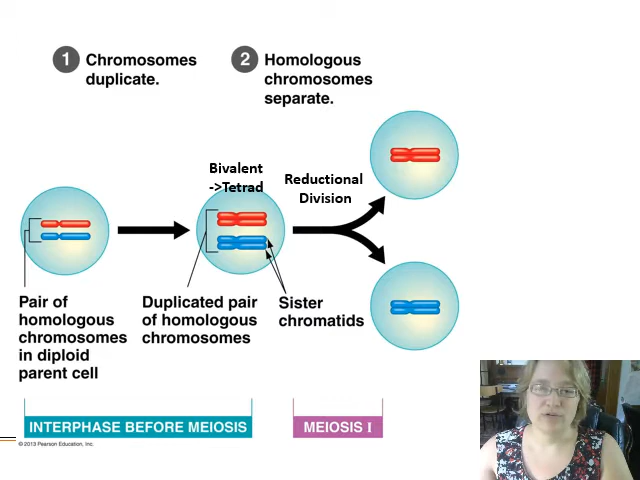 1 Chromosomes
duplicate.
2 Homologous
chromosomes
separate.
Bivalent
->Tetrad
Reductional
Division
Pair of
homologous
chromosomes
in diploid
parent cell
Duplicated pair
of homologous
chromosomes
Sister
chromatids
INTERPHASE BEFORE MEIOSIS
MEIOSIS I
© 2013 Pearson Education, Inc.